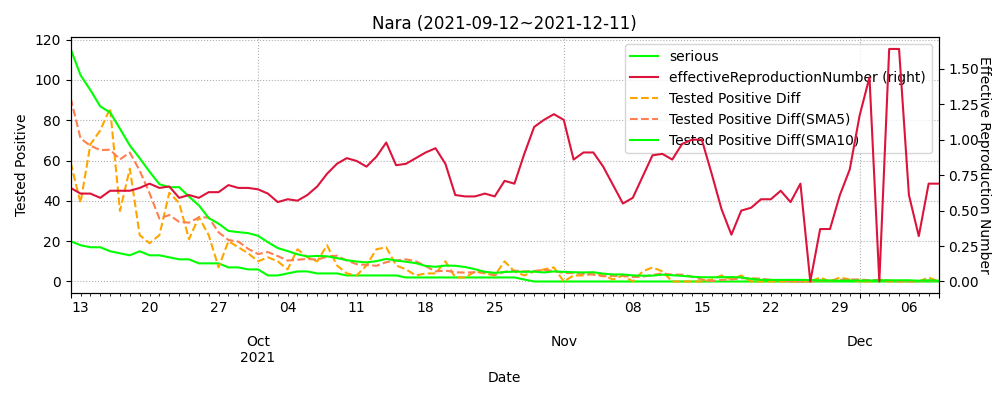 Nara (2021-09-12~2021-12-11)
serious
effectiveReproductionNumber (right)
Tested Positive Diff
Tested Positive Diff(SMA5)
Tested Positive Diff(SMA10)
Tested Positive
120
100
80
60
40
20
0
Effective Reproduction Number
1.50
1.25
1.00
0.75
0.50
0.25
0.00
13 20 27 04 11 18 25 08 15 22 29 06
Oct Nov Dec
2021
Date